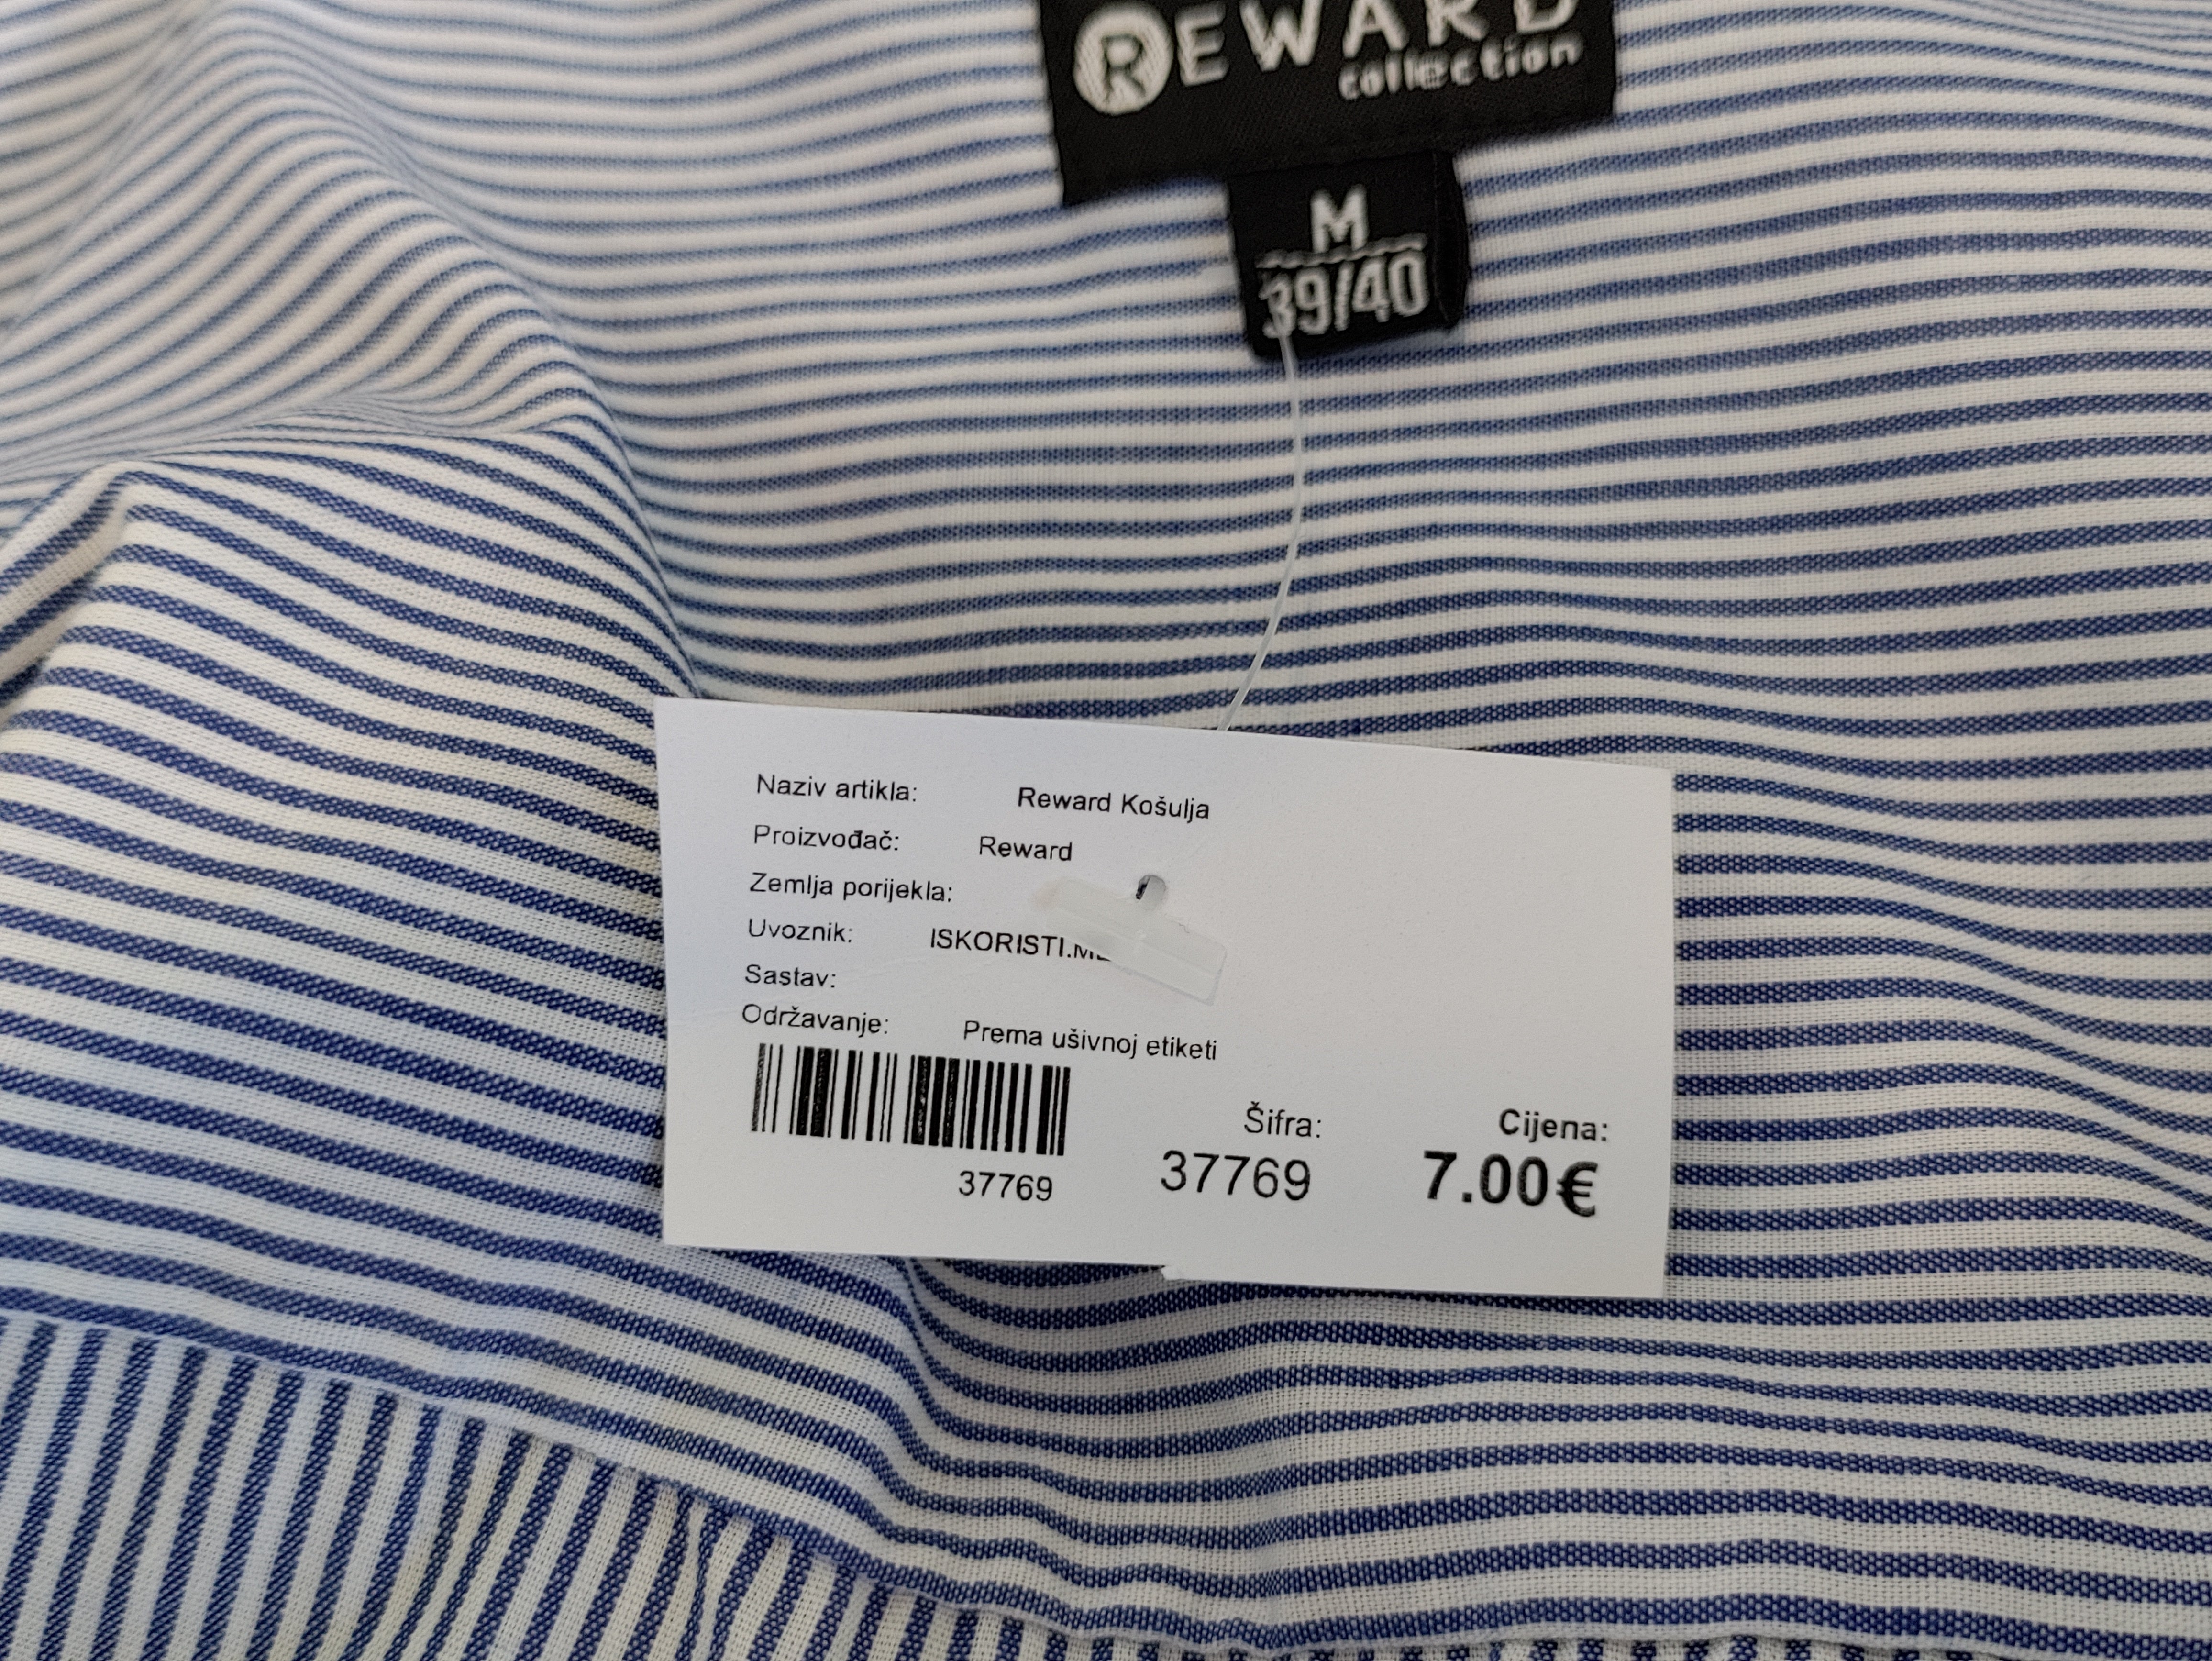 REWARD
collection
M
39/40
Naziv artikla: Reward Košulja
Proizvođač: Reward
Zemlja porijekla:
Uvoznik: ISKORISTI.ME
Sastav:
Održavanje: Prema ušivnoj etiketi
37769
Šifra:
37769
Cijena:
7.00€